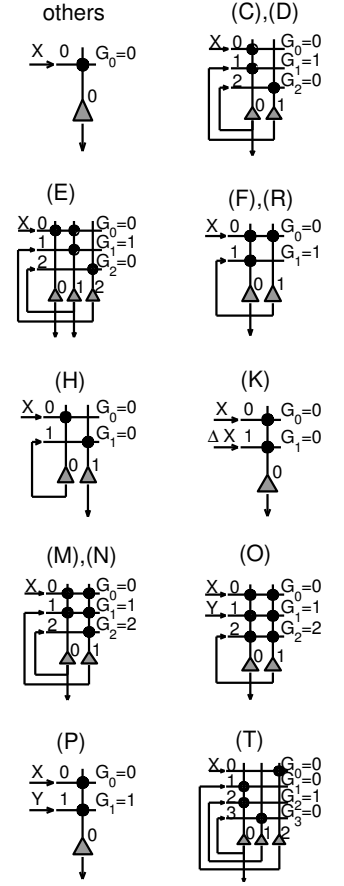 others
X 0 G0=0
0
(C),(D)
X 0 G0=0
1 G1=1
2 G2=0
0 1
(E)
X 0 G0=0
1 G1=1
2 G2=0
0 1 2
(F),(R)
X 0 G0=0
1 G1=1
0 1
(H)
X 0 G0=0
1 G1=0
0 1
(K)
X 0 G0=0
Δ X 1 G1=0
0
(M),(N)
X 0 G0=0
1 G1=1
2 G2=2
0 1
(O)
X 0 G0=0
Y 1 G1=1
2 G2=2
0 1
(P)
X 0 G0=0
Y 1 G1=1
0
(T)
X 0 G0=0
1 G1=0
2 G2=1
3 G3=0
0 1 2